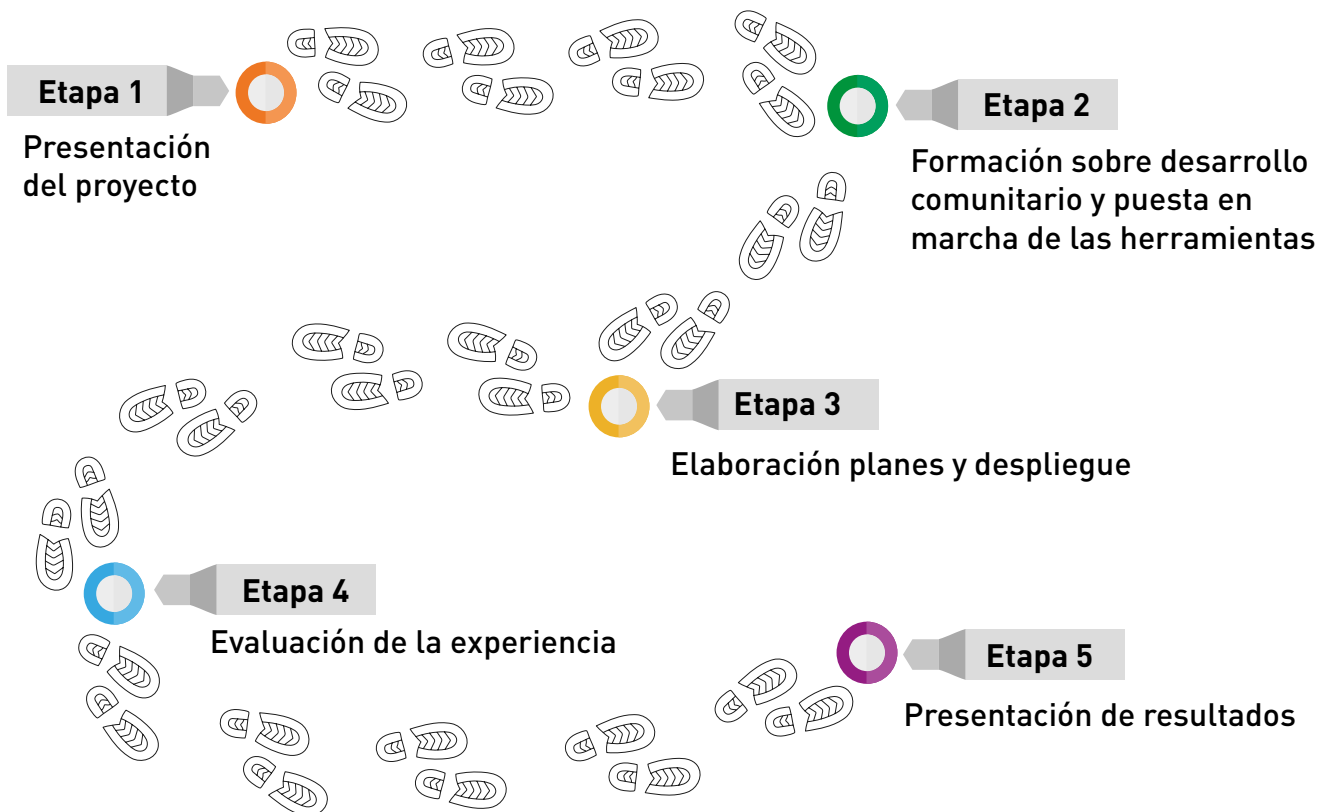 Etapa 1
Presentación
del proyecto
Etapa 2
Formación sobre desarrollo
comunitario y puesta en
marcha de las herramientas
Etapa 3
Elaboración planes y despliegue
Etapa 4
Evaluación de la experiencia
Etapa 5
Presentación de resultados